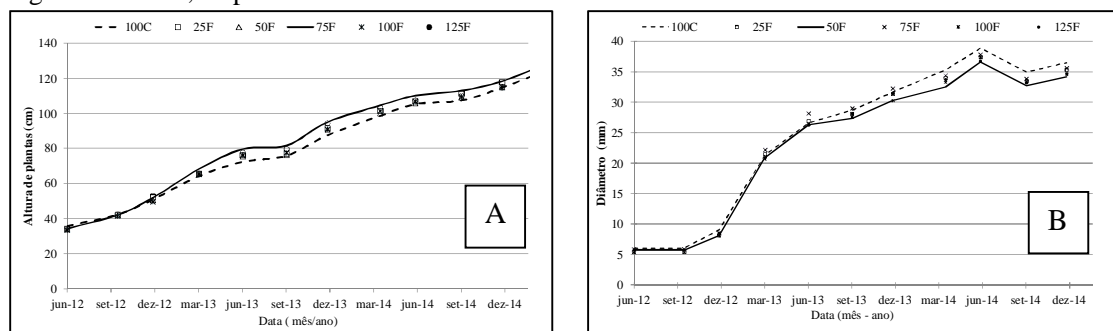 100C 25F 50F 75F 100F 125F
140
120
100
80
60
40
20
0
Altura de plantas (cm)
A
jun-12 set-12 dez-12 mar-13 jun-13 set-13 dez-13 mar-14 jun-14 set-14 dez-14
Data ( mês/ano)
100C 25F 50F 75F 100F 125F
40
35
30
25
20
15
10
5
0
Diâmetro (mm)
B
jun-12 set-12 dez-12 mar-13 jun-13 set-13 dez-13 mar-14 jun-14 set-14 dez-14
Data (mês - ano)